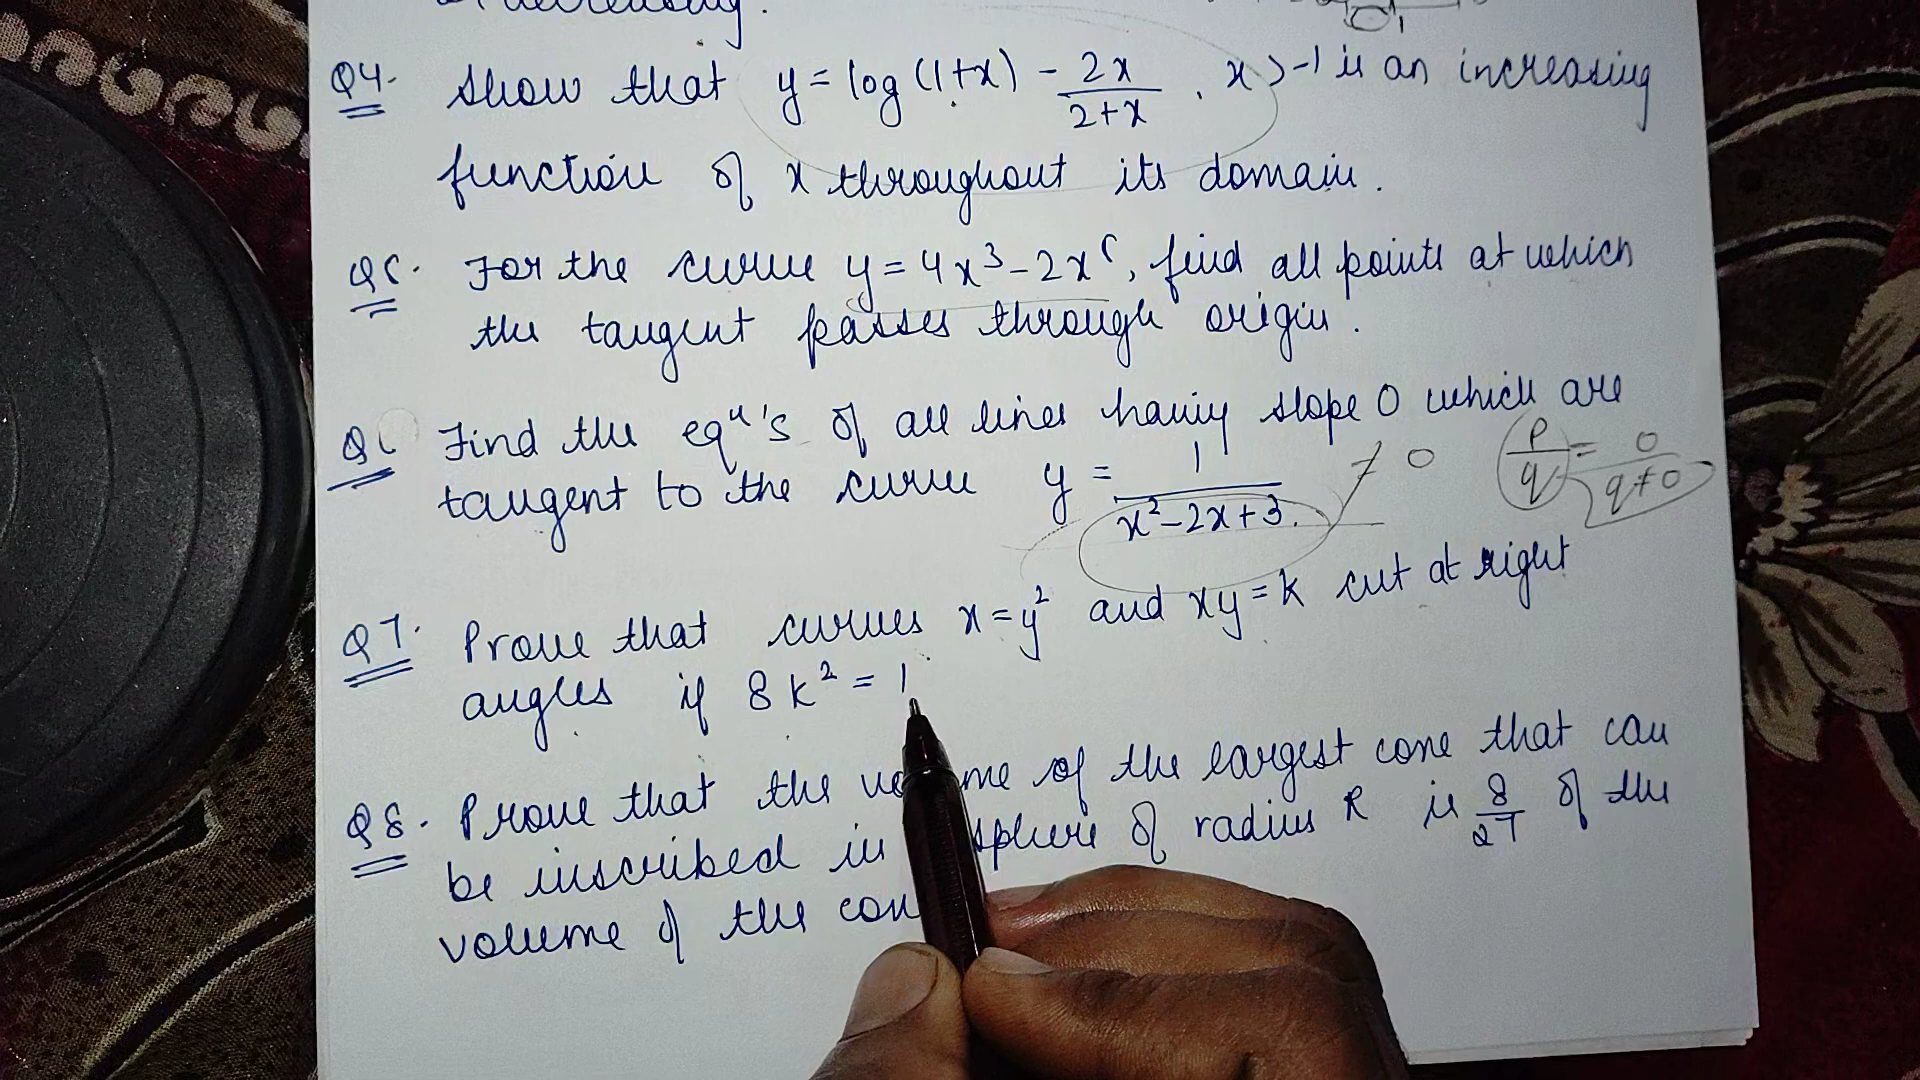 Q4. Show that y = log (1+x) - 2x/2+x , x > -1 is an increasing
function of x throughout its domain.
Q5. For the curve y = 4x³ - 2x⁵, find all points at which
the tangent passes through origin.
Q6 Find the eqⁿ's of all lines having slope 0 which are
tangent to the curve y = 1/x²-2x+3. ≠ 0 p/q = 0/q≠0
Q7. Prove that curves x = y² and xy = k cut at right
angles if 8k² = 1
Q8. Prove that the of the largest cone that can
be inscribed in sphere of radius R is 8/27 of the
volume of the